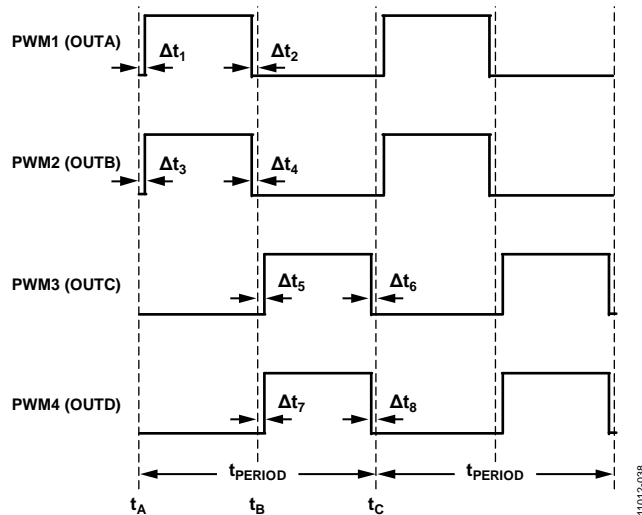 PWM1 (OUTA)
Δt1
Δt2
PWM2 (OUTB)
Δt3
Δt4
PWM3 (OUTC)
Δt5
Δt6
PWM4 (OUTD)
Δt7
Δt8
tPERIOD
tPERIOD
tA
tB
tC
11012-038